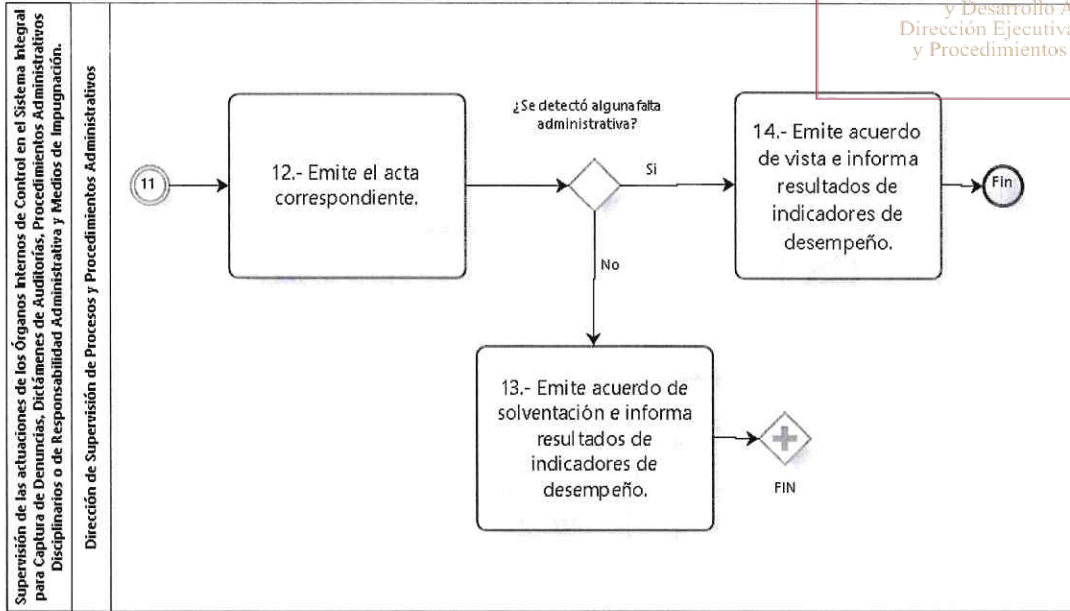 Supervisión de las actuaciones de los Órganos Internos de Control en el Sistema Integral
para Captura de Denuncias, Dictámenes de Auditorías, Procedimientos Administrativos
Disciplinarios o de Responsabilidad Administrativa y Medios de Impugnación.
Dirección de Supervisión de Procesos y Procedimientos Administrativos
y Desarrollo A
Dirección Ejecutiva
y Procedimientos
11
12.- Emite el acta
correspondiente.
¿Se detectó alguna falta
administrativa?
Si
14.- Emite acuerdo
de vista e informa
resultados de
indicadores de
desempeño.
Fin
No
13.- Emite acuerdo de
solventación e informa
resultados de
indicadores de
desempeño.
FIN